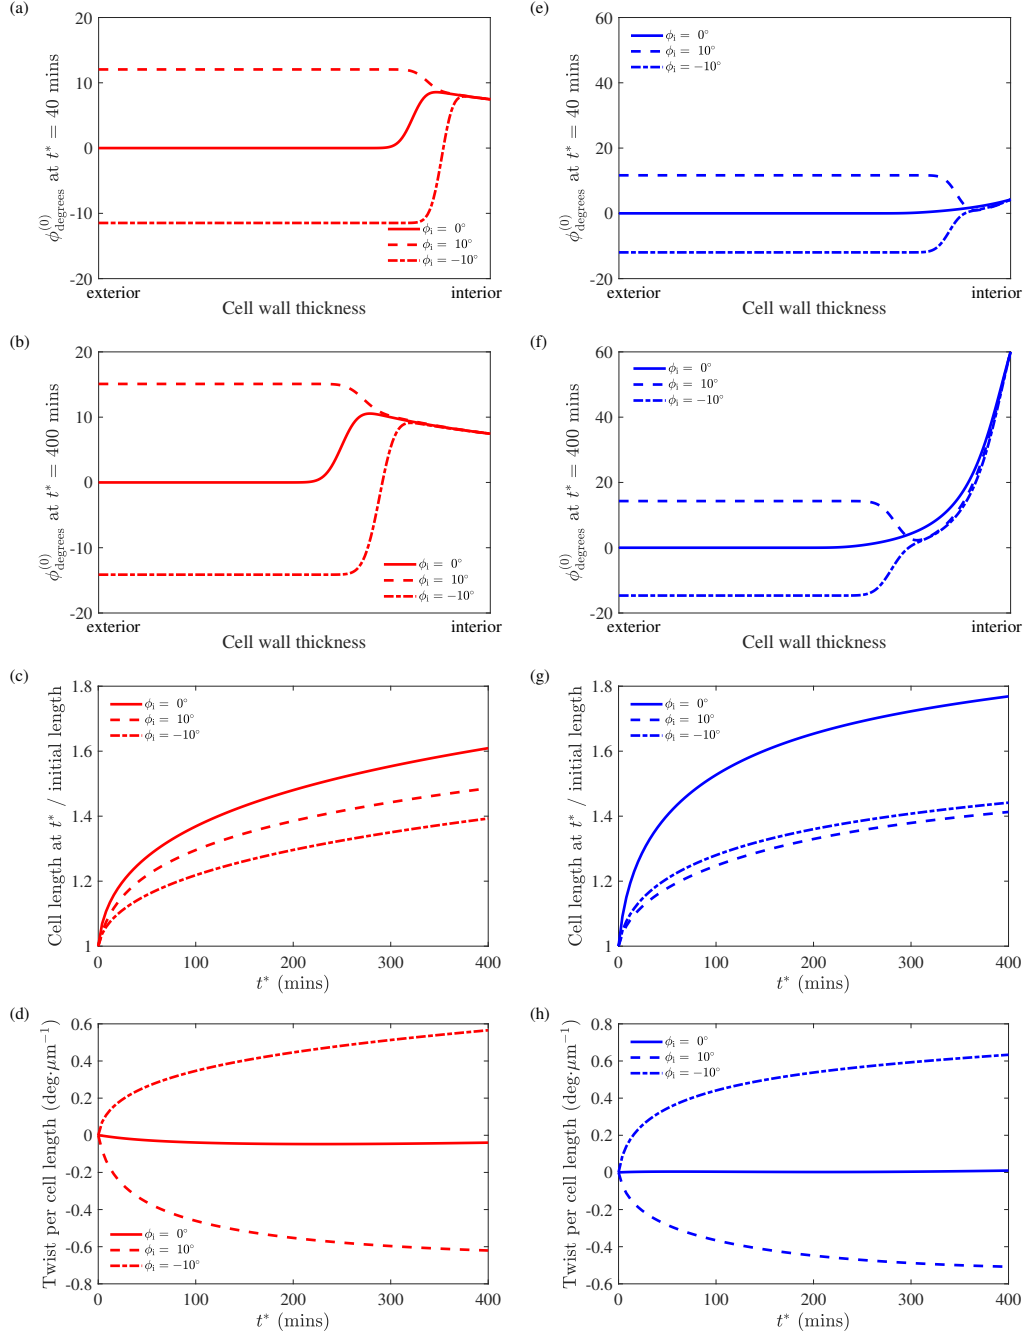 (a)
20
10
0
-10
-20
ϕ(0)degrees at t* = 40 mins
ϕi = 0°
ϕi = 10°
ϕi = −10°
exterior
interior
Cell wall thickness
(e)
60
40
20
0
-20
ϕ(0)degrees at t* = 40 mins
ϕi = 0°
ϕi = 10°
ϕi = −10°
exterior
interior
Cell wall thickness
(b)
20
10
0
-10
-20
ϕ(0)degrees at t* = 400 mins
ϕi = 0°
ϕi = 10°
ϕi = −10°
exterior
interior
Cell wall thickness
(f)
60
40
20
0
-20
ϕ(0)degrees at t* = 400 mins
ϕi = 0°
ϕi = 10°
ϕi = −10°
exterior
interior
Cell wall thickness
(c)
1.8
1.6
1.4
1.2
1
Cell length at t* / initial length
ϕi = 0°
ϕi = 10°
ϕi = −10°
0 100 200 300 400
t* (mins)
(g)
1.8
1.6
1.4
1.2
1
Cell length at t* / initial length
ϕi = 0°
ϕi = 10°
ϕi = −10°
0 100 200 300 400
t* (mins)
(d)
0.6
0.4
0.2
0
-0.2
-0.4
-0.6
-0.8
Twist per cell length (deg·μm−1)
ϕi = 0°
ϕi = 10°
ϕi = −10°
0 100 200 300 400
t* (mins)
(h)
0.8
0.6
0.4
0.2
0
-0.2
-0.4
-0.6
Twist per cell length (deg·μm−1)
ϕi = 0°
ϕi = 10°
ϕi = −10°
0 100 200 300 400
t* (mins)